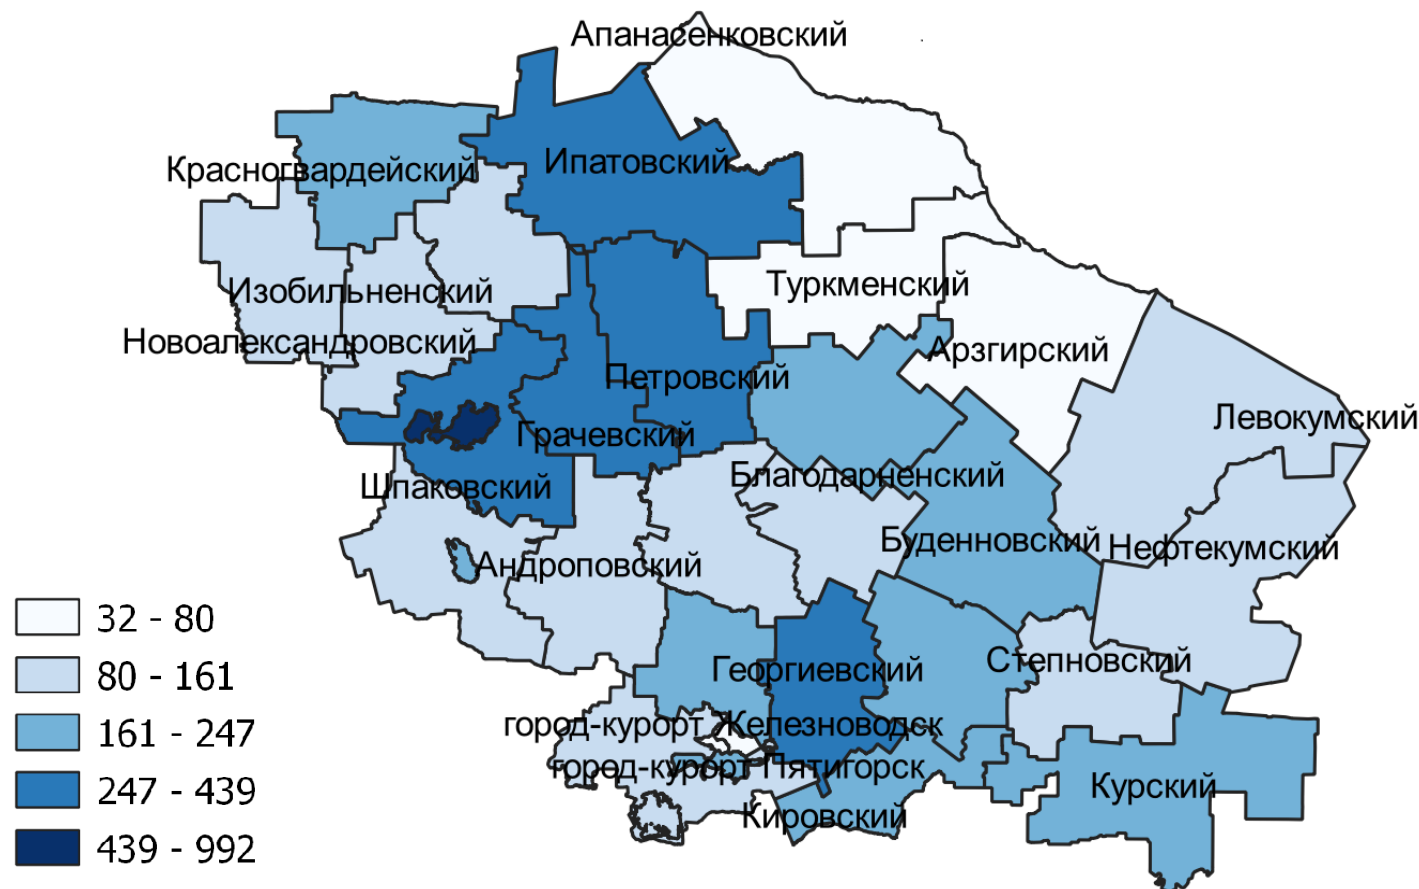 Апанасенковский
Красногвардейский
Ипатовский
Изобильненский
Туркменский
Новоалександровский
Арзгирский
Петровский
Левокумский
Грачевский
Благодарненский
Шпаковский
Буденновский
Нефтекумский
Андроповский
Степновский
Георгиевский
город-курорт Железноводск
город-курорт Пятигорск
Курский
Кировский
32 - 80
80 - 161
161 - 247
247 - 439
439 - 992